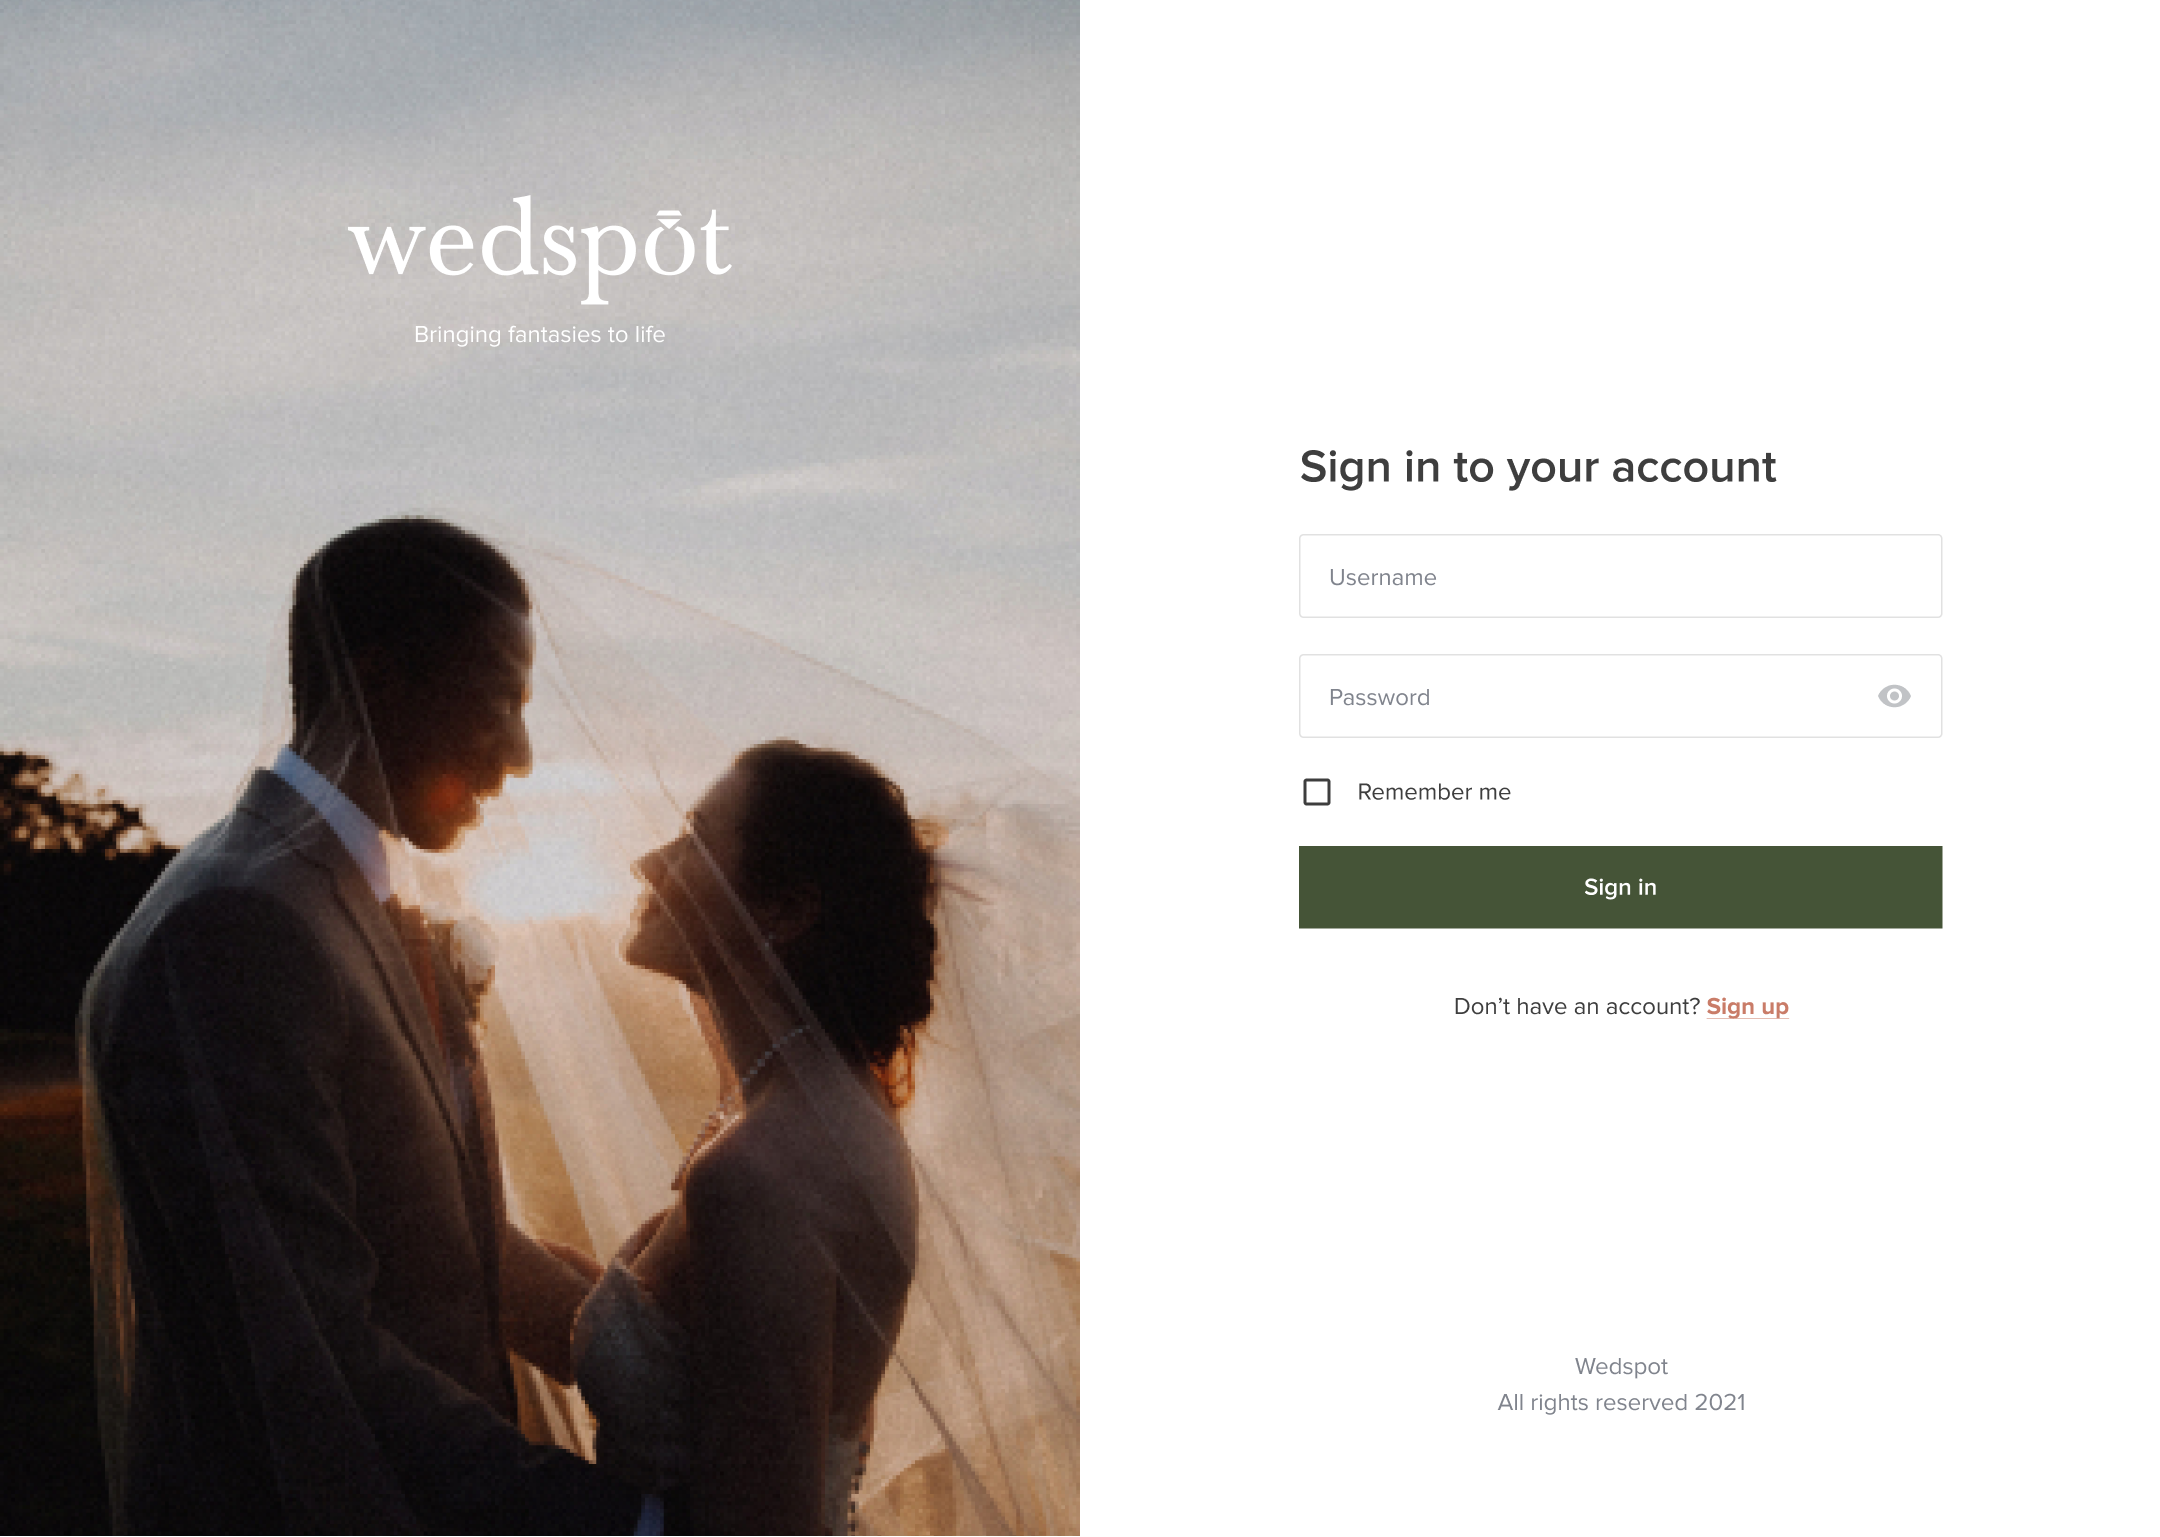 wedspot
Bringing fantasies to life
Sign in to your account
Username
Password
Remember me
Sign in
Don’t have an account? Sign up
Wedspot
All rights reserved 2021